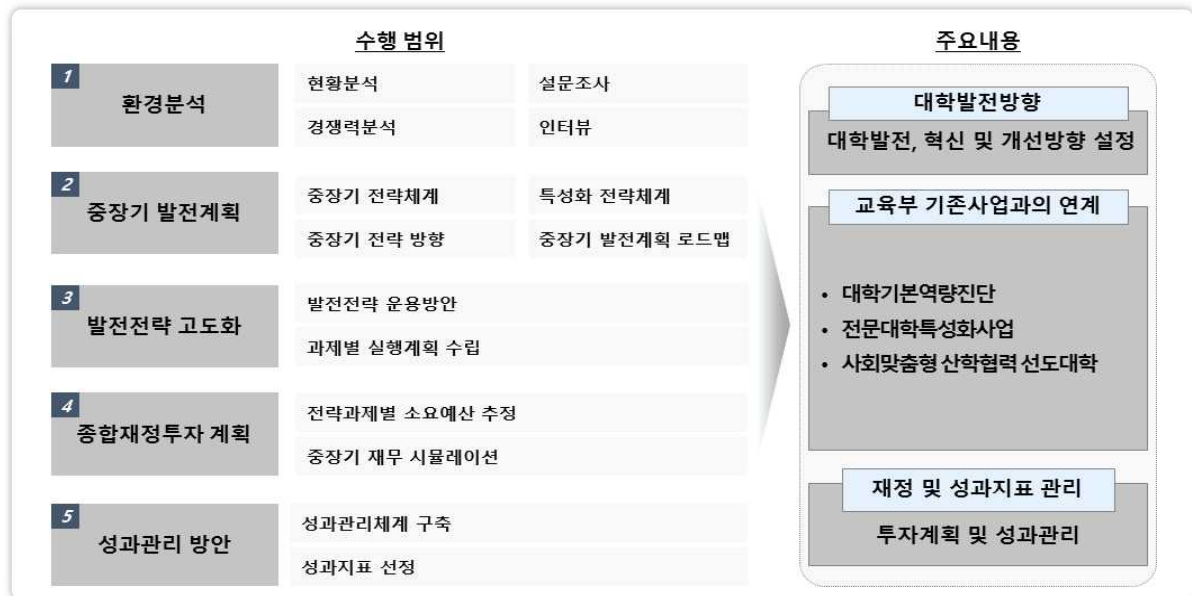 수행 범위
1
환경분석
현황분석
설문조사
경쟁력분석
인터뷰
2
중장기 발전계획
중장기 전략체계
특성화 전략체계
중장기 전략 방향
중장기 발전계획 로드맵
3
발전전략 고도화
발전전략 운용방안
과제별 실행계획 수립
4
종합재정투자 계획
전략과제별 소요예산 추정
중장기 재무 시뮬레이션
5
성과관리 방안
성과관리체계 구축
성과지표 선정
주요내용
대학발전방향
대학발전, 혁신 및 개선방향 설정
교육부 기존사업과의 연계
• 대학기본역량진단
• 전문대학특성화사업
• 사회맞춤형 산학협력 선도대학
재정 및 성과지표 관리
투자계획 및 성과관리